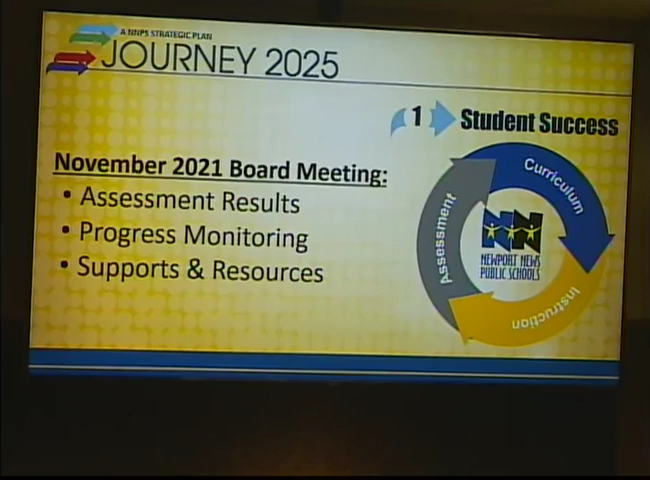 A NNPS STRATEGIC PLAN
JOURNEY 2025
1 Student Success
November 2021 Board Meeting:
• Assessment Results
• Progress Monitoring
• Supports & Resources
Curriculum
Assessment
Instruction
NN
NEWPORT NEWS
PUBLIC SCHOOLS